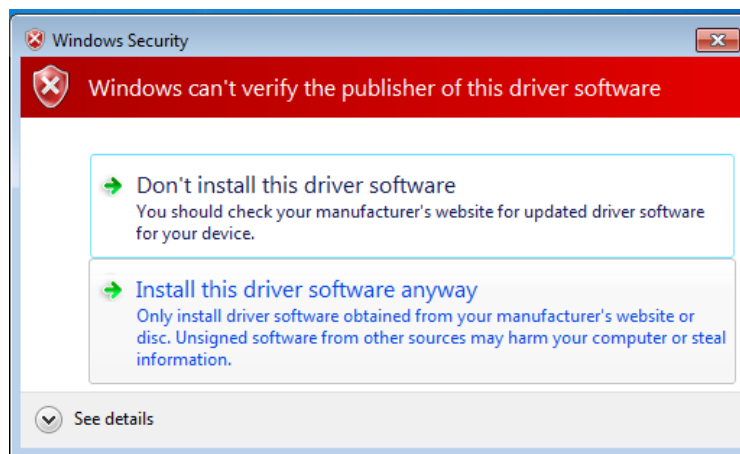 Windows Security
Windows can't verify the publisher of this driver software
Don't install this driver software
You should check your manufacturer's website for updated driver software
for your device.
Install this driver software anyway
Only install driver software obtained from your manufacturer's website or
disc. Unsigned software from other sources may harm your computer or steal
information.
See details